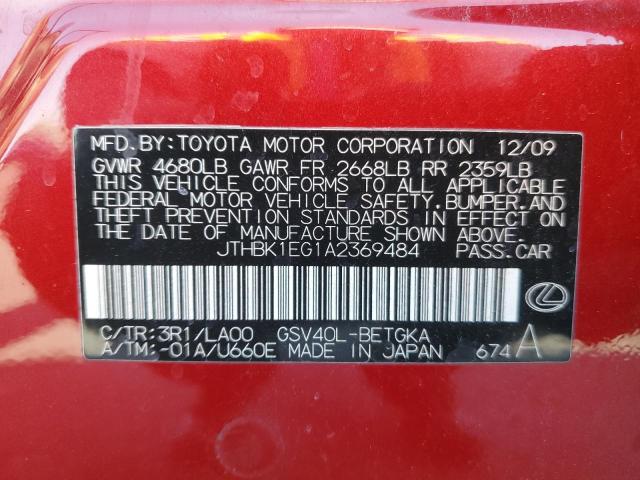 MFD.BY:TOYOTA MOTOR CORPORATION 12/09
GVWR 4680LB GAWR FR 2668LB RR 2359LB
THIS VEHICLE CONFORMS TO ALL APPLICABLE
FEDERAL MOTOR VEHICLE SAFETY,BUMPER,AND
THEFT PREVENTION STANDARDS IN EFFECT ON
THE DATE OF MANUFACTURE SHOWN ABOVE.
JTHBK1EG1A2369484 PASS.CAR
C/TR:3R1/LA00 GSV40L-BETGKA
A/TM:-01A/U660E MADE IN JAPAN 674 A